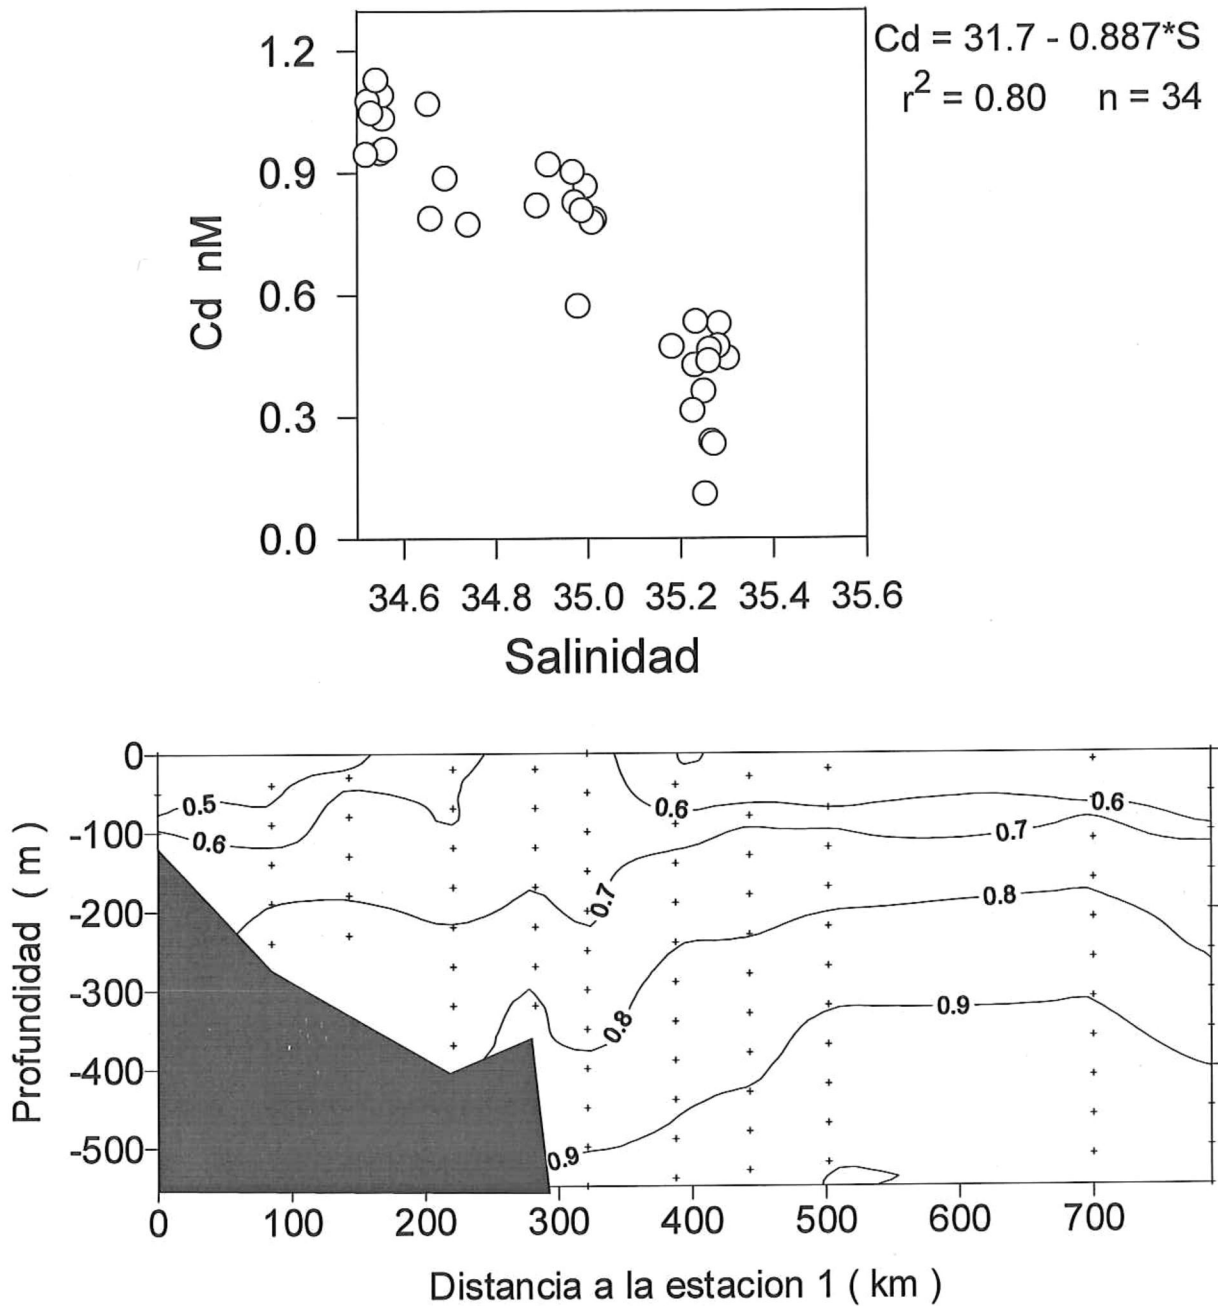 Cd = 31.7 - 0.887*S
r² = 0.80 n = 34
1.2
0.9
0.6
0.3
0.0
Cd nM
34.6 34.8 35.0 35.2 35.4 35.6
Salinidad
0
-100
-200
-300
-400
-500
Profundidad ( m )
0.5
0.6
0.6
0.6
0.7
0.7
0.8
0.8
0.9
0.9
0 100 200 300 400 500 600 700
Distancia a la estacion 1 ( km )